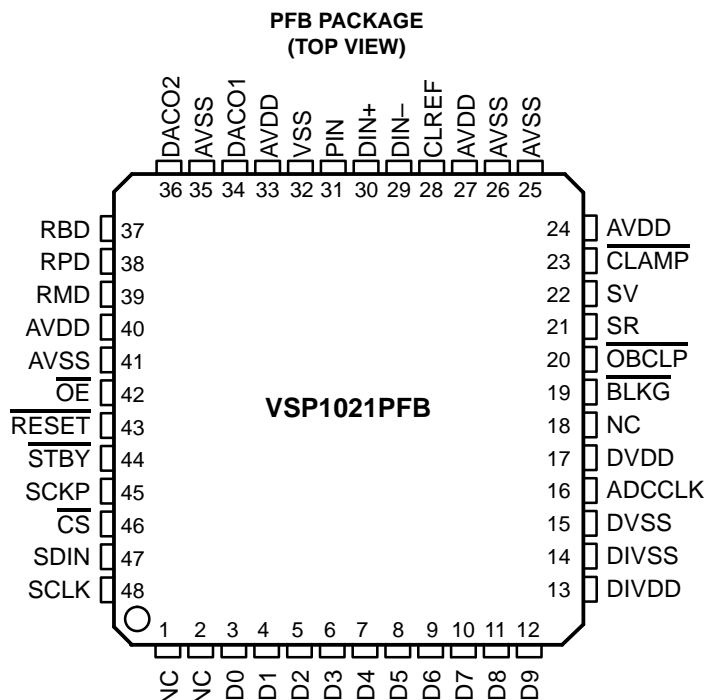 PFB PACKAGE
(TOP VIEW)
DACO2
AVSS
DACO1
AVDD
VSS
PIN
DIN+
DIN–
CLREF
AVDD
AVSS
AVSS
36 35 34 33 32 31 30 29 28 27 26 25
RBD 37
RPD 38
RMD 39
AVDD 40
AVSS 41
OE 42
RESET 43
STBY 44
SCKP 45
CS 46
SDIN 47
SCLK 48
VSP1021PFB
24 AVDD
23 CLAMP
22 SV
21 SR
20 OBCLP
19 BLKG
18 NC
17 DVDD
16 ADCCLK
15 DVSS
14 DIVSS
13 DIVDD
1 2 3 4 5 6 7 8 9 10 11 12
NC
NC
D0
D1
D2
D3
D4
D5
D6
D7
D8
D9